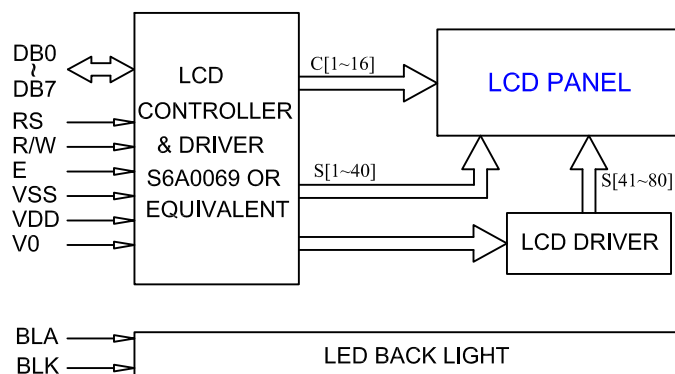 DB0
~
DB7
RS
R/W
E
VSS
VDD
V0
LCD
CONTROLLER
& DRIVER
S6A0069 OR
EQUIVALENT
C[1~16]
S[1~40]
LCD PANEL
S[41~80]
LCD DRIVER
BLA
BLK
LED BACK LIGHT